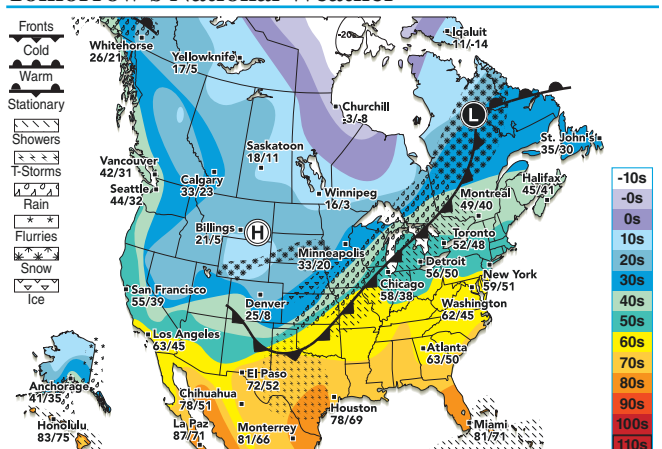 Tomorrow's National Weather
Fronts
Cold
Warm
Stationary
Showers
T-Storms
Rain
Flurries
Snow
Ice
Whitehorse
26/21
Yellowknife
17/5
-20s
Iqaluit
11/-14
Churchill
-3/-8
L
St. John's
35/30
Vancouver
42/31
Seattle
44/32
Calgary
33/23
Saskatoon
18/11
Winnipeg
16/3
Montreal
49/40
Halifax
45/41
Billings
21/5
H
Minneapolis
33/20
Toronto
52/48
Detroit
56/50
Chicago
58/38
New York
59/51
San Francisco
55/39
Denver
25/8
Washington
62/45
Los Angeles
63/45
Atlanta
63/50
El Paso
72/52
Anchorage
41/35
Chihuahua
78/51
Houston
78/69
Honolulu
83/75
La Paz
87/71
Monterrey
81/66
Miami
81/71
-10s
-0s
0s
10s
20s
30s
40s
50s
60s
70s
80s
90s
100s
110s